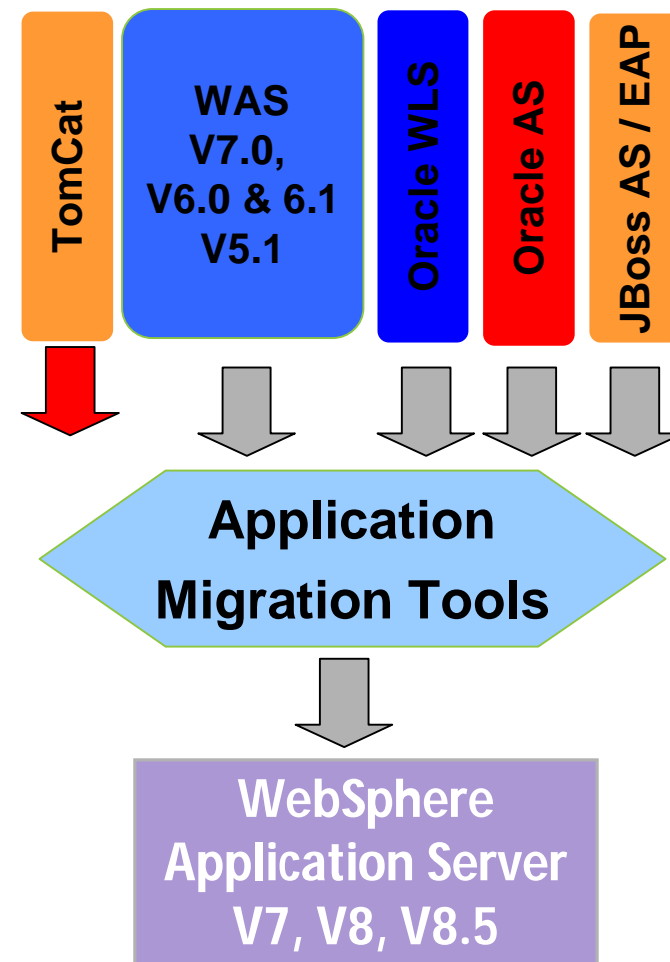 TomCat
WAS
V7.0,
V6.0 & 6.1
V5.1
Oracle WLS
Oracle AS
JBoss AS / EAP
Application
Migration Tools
WebSphere
Application Server
V7, V8, V8.5